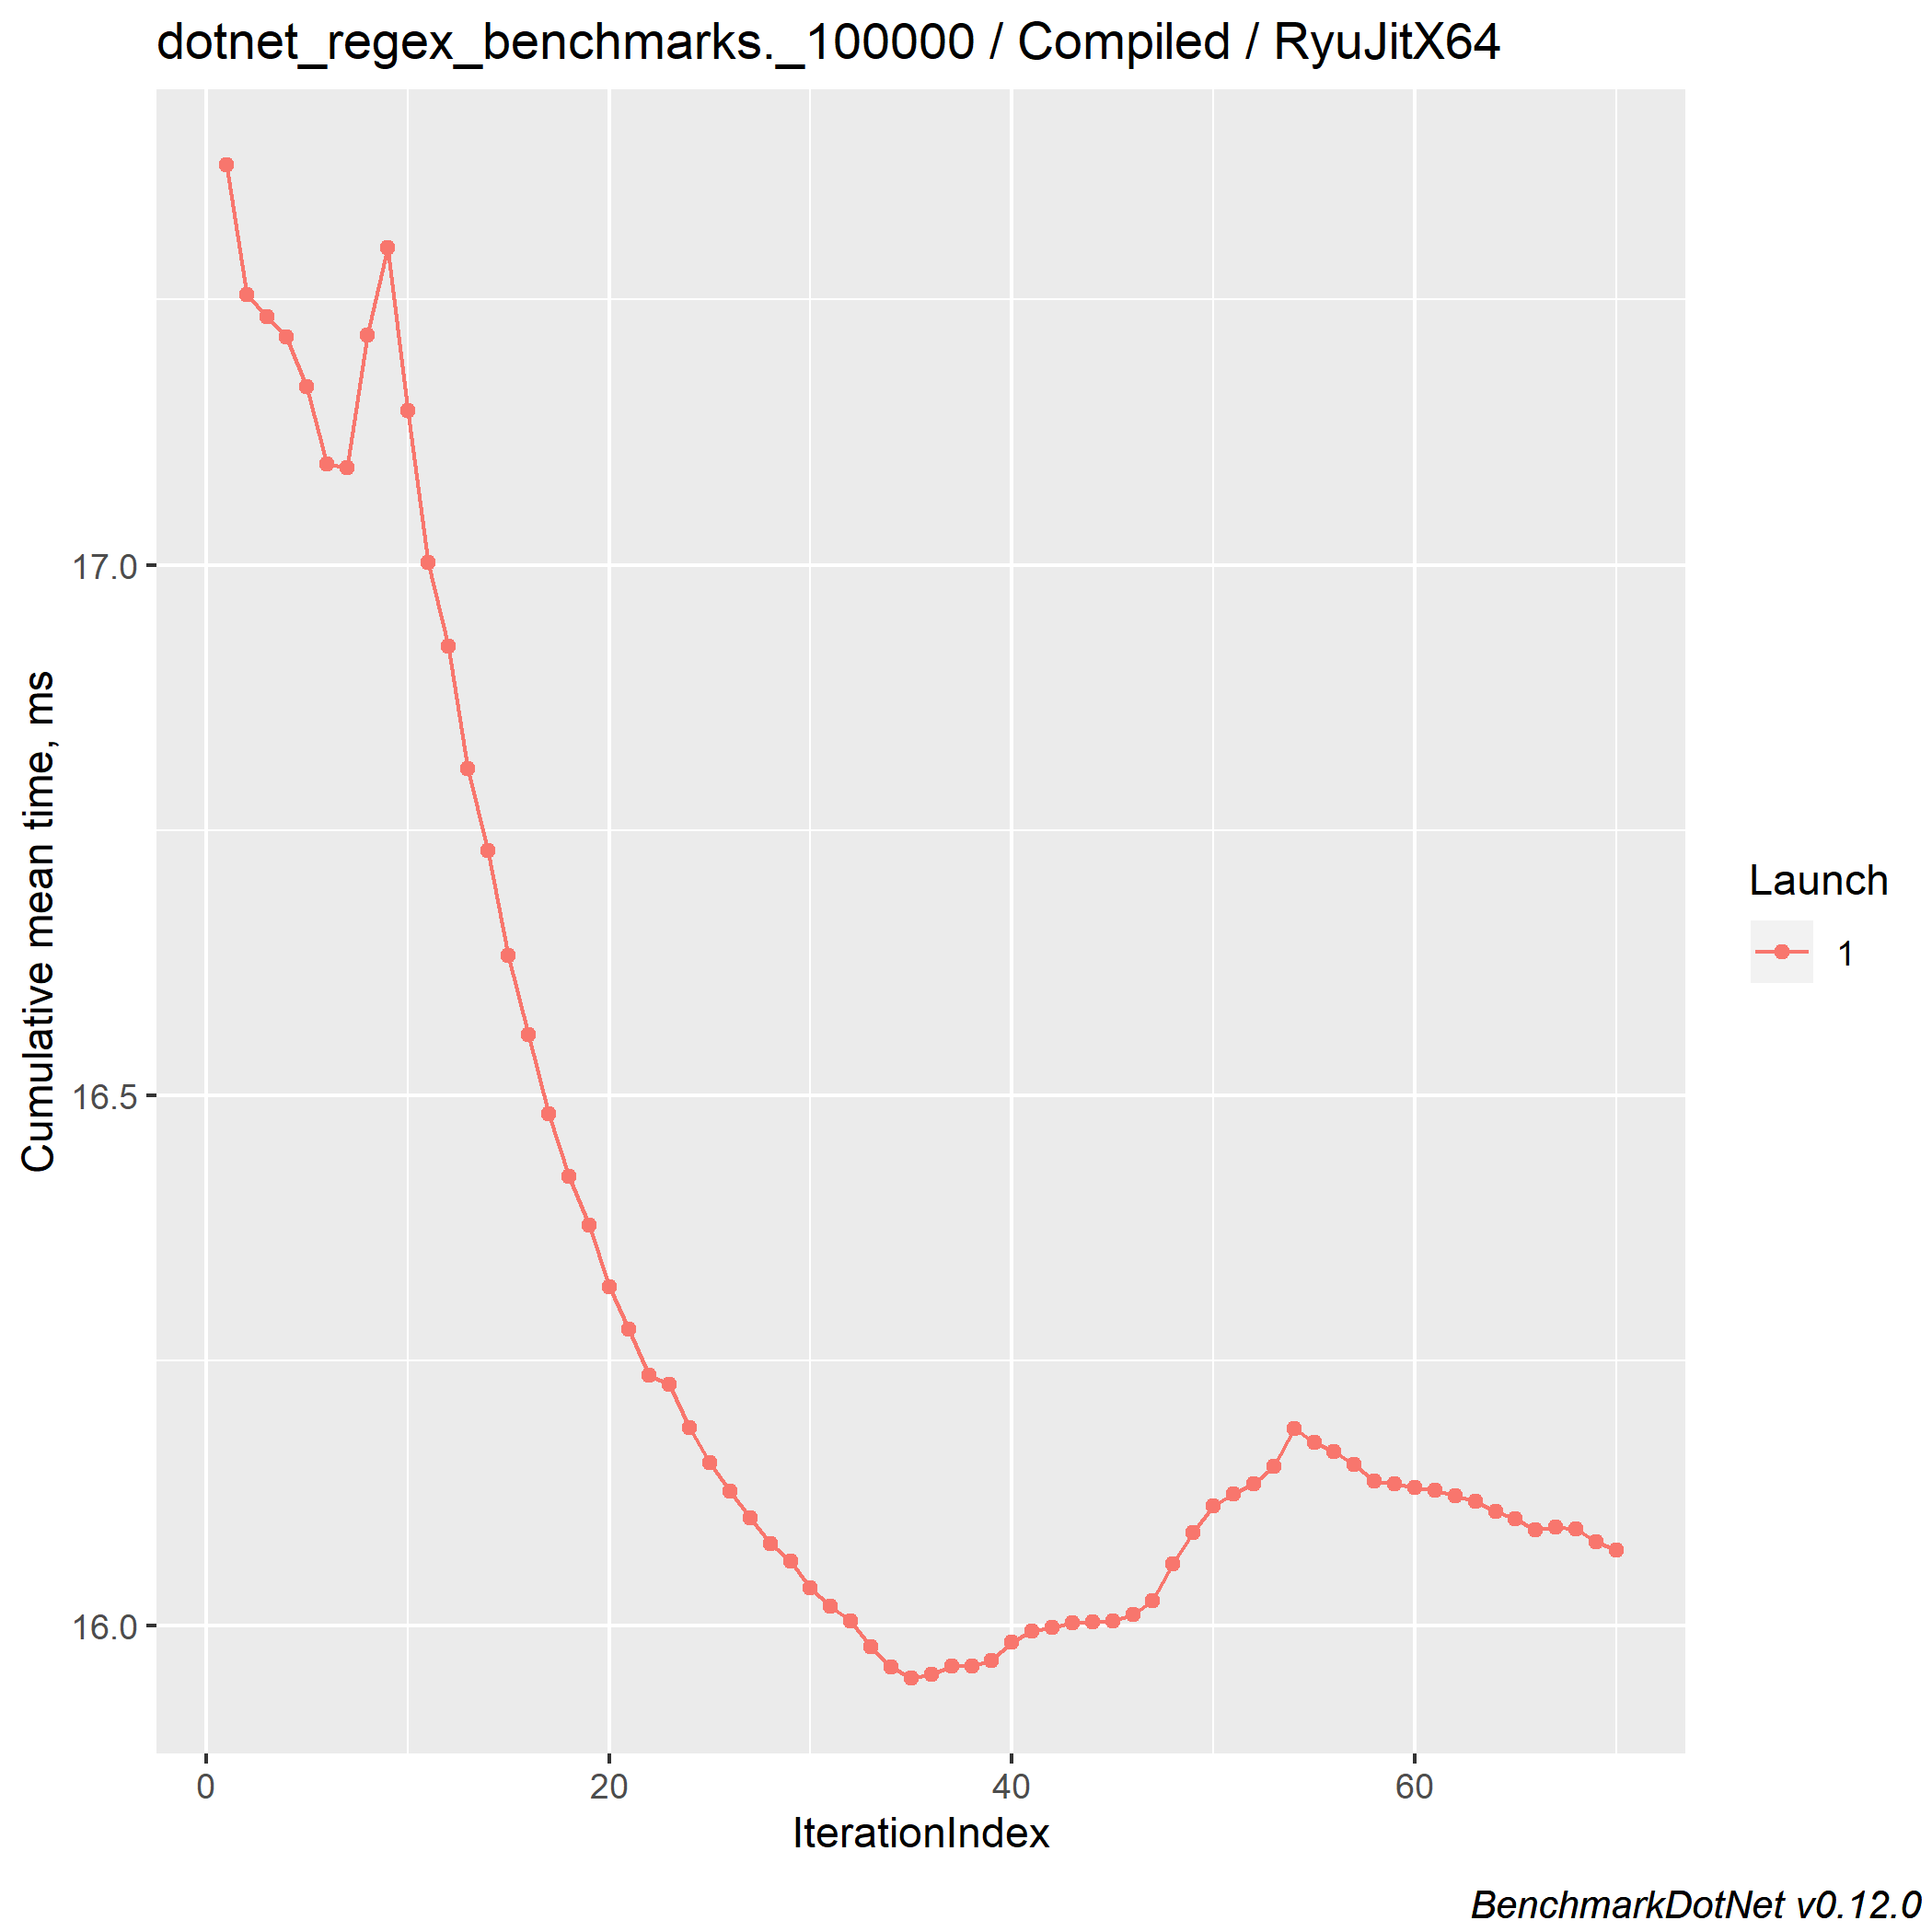 dotnet_regex_benchmarks._100000 / Compiled / RyuJitX64
Cumulative mean time, ms
17.0
16.5
16.0
0
20
40
60
IterationIndex
Launch
1
BenchmarkDotNet v0.12.0